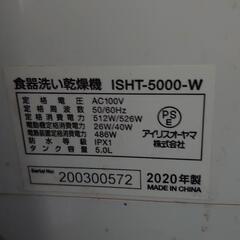 食器洗い乾燥機 ISHT-5000-W
定格電圧 AC100V
定格周波数 50/60Hz
定格消費電力 512W/526W
電動機定格消費電力 26W/40W
電熱装置定格消費電力 486W
防水等級 IPX1
タンク容量 5.0L
PSE
アイリスオーヤマ
株式会社
Serial No. 200300572
2020年製